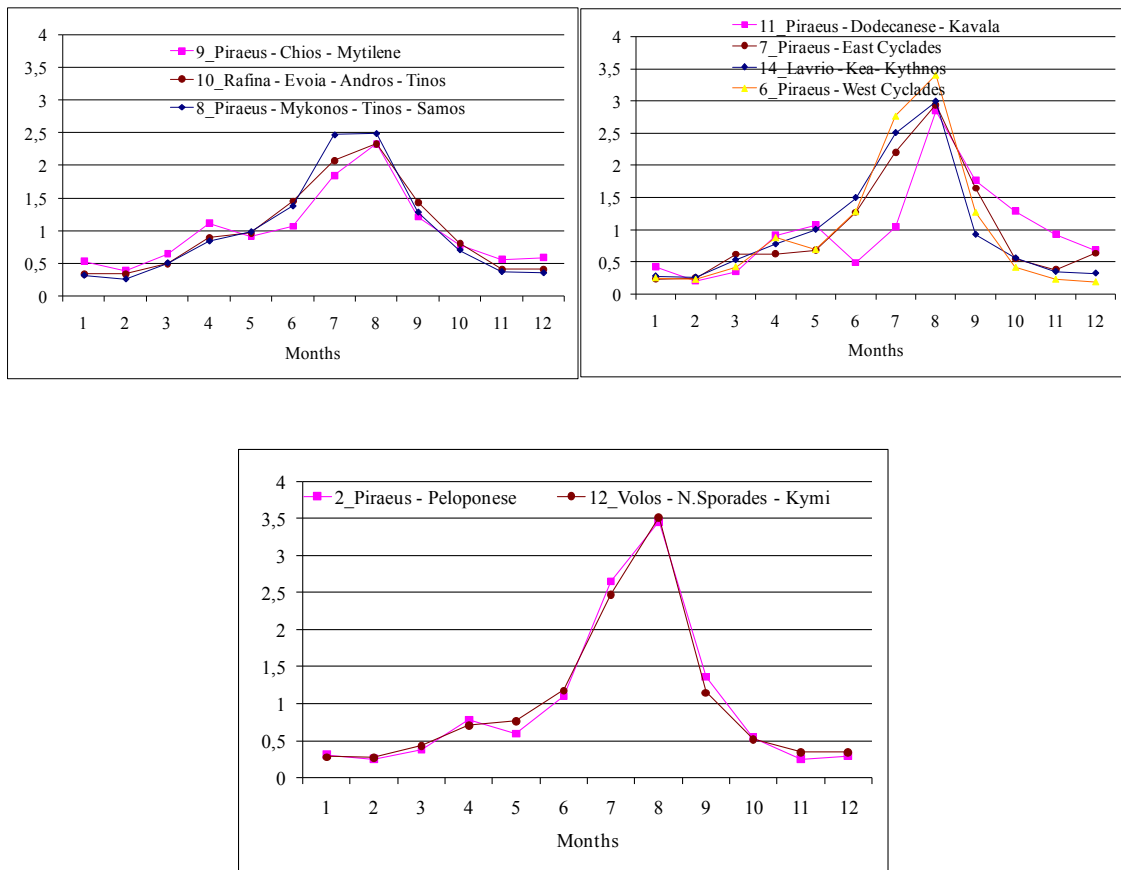 4
3,5
3
2,5
2
1,5
1
0,5
0
9_Piraeus - Chios - Mytilene
10_Rafina - Evoia - Andros - Tinos
8_Piraeus - Mykonos - Tinos - Samos
1 2 3 4 5 6 7 8 9 10 11 12
Months
11_Piraeus - Dodecanese - Kavala
7_Piraeus - East Cyclades
14_Lavrio - Kea- Kythnos
6_Piraeus - West Cyclades
4
3,5
3
2,5
2
1,5
1
0,5
0
1 2 3 4 5 6 7 8 9 10 11 12
Months
4
3,5
3
2,5
2
1,5
1
0,5
0
2_Piraeus - Peloponese 12_Volos - N.Sporades - Kymi
1 2 3 4 5 6 7 8 9 10 11 12
Months